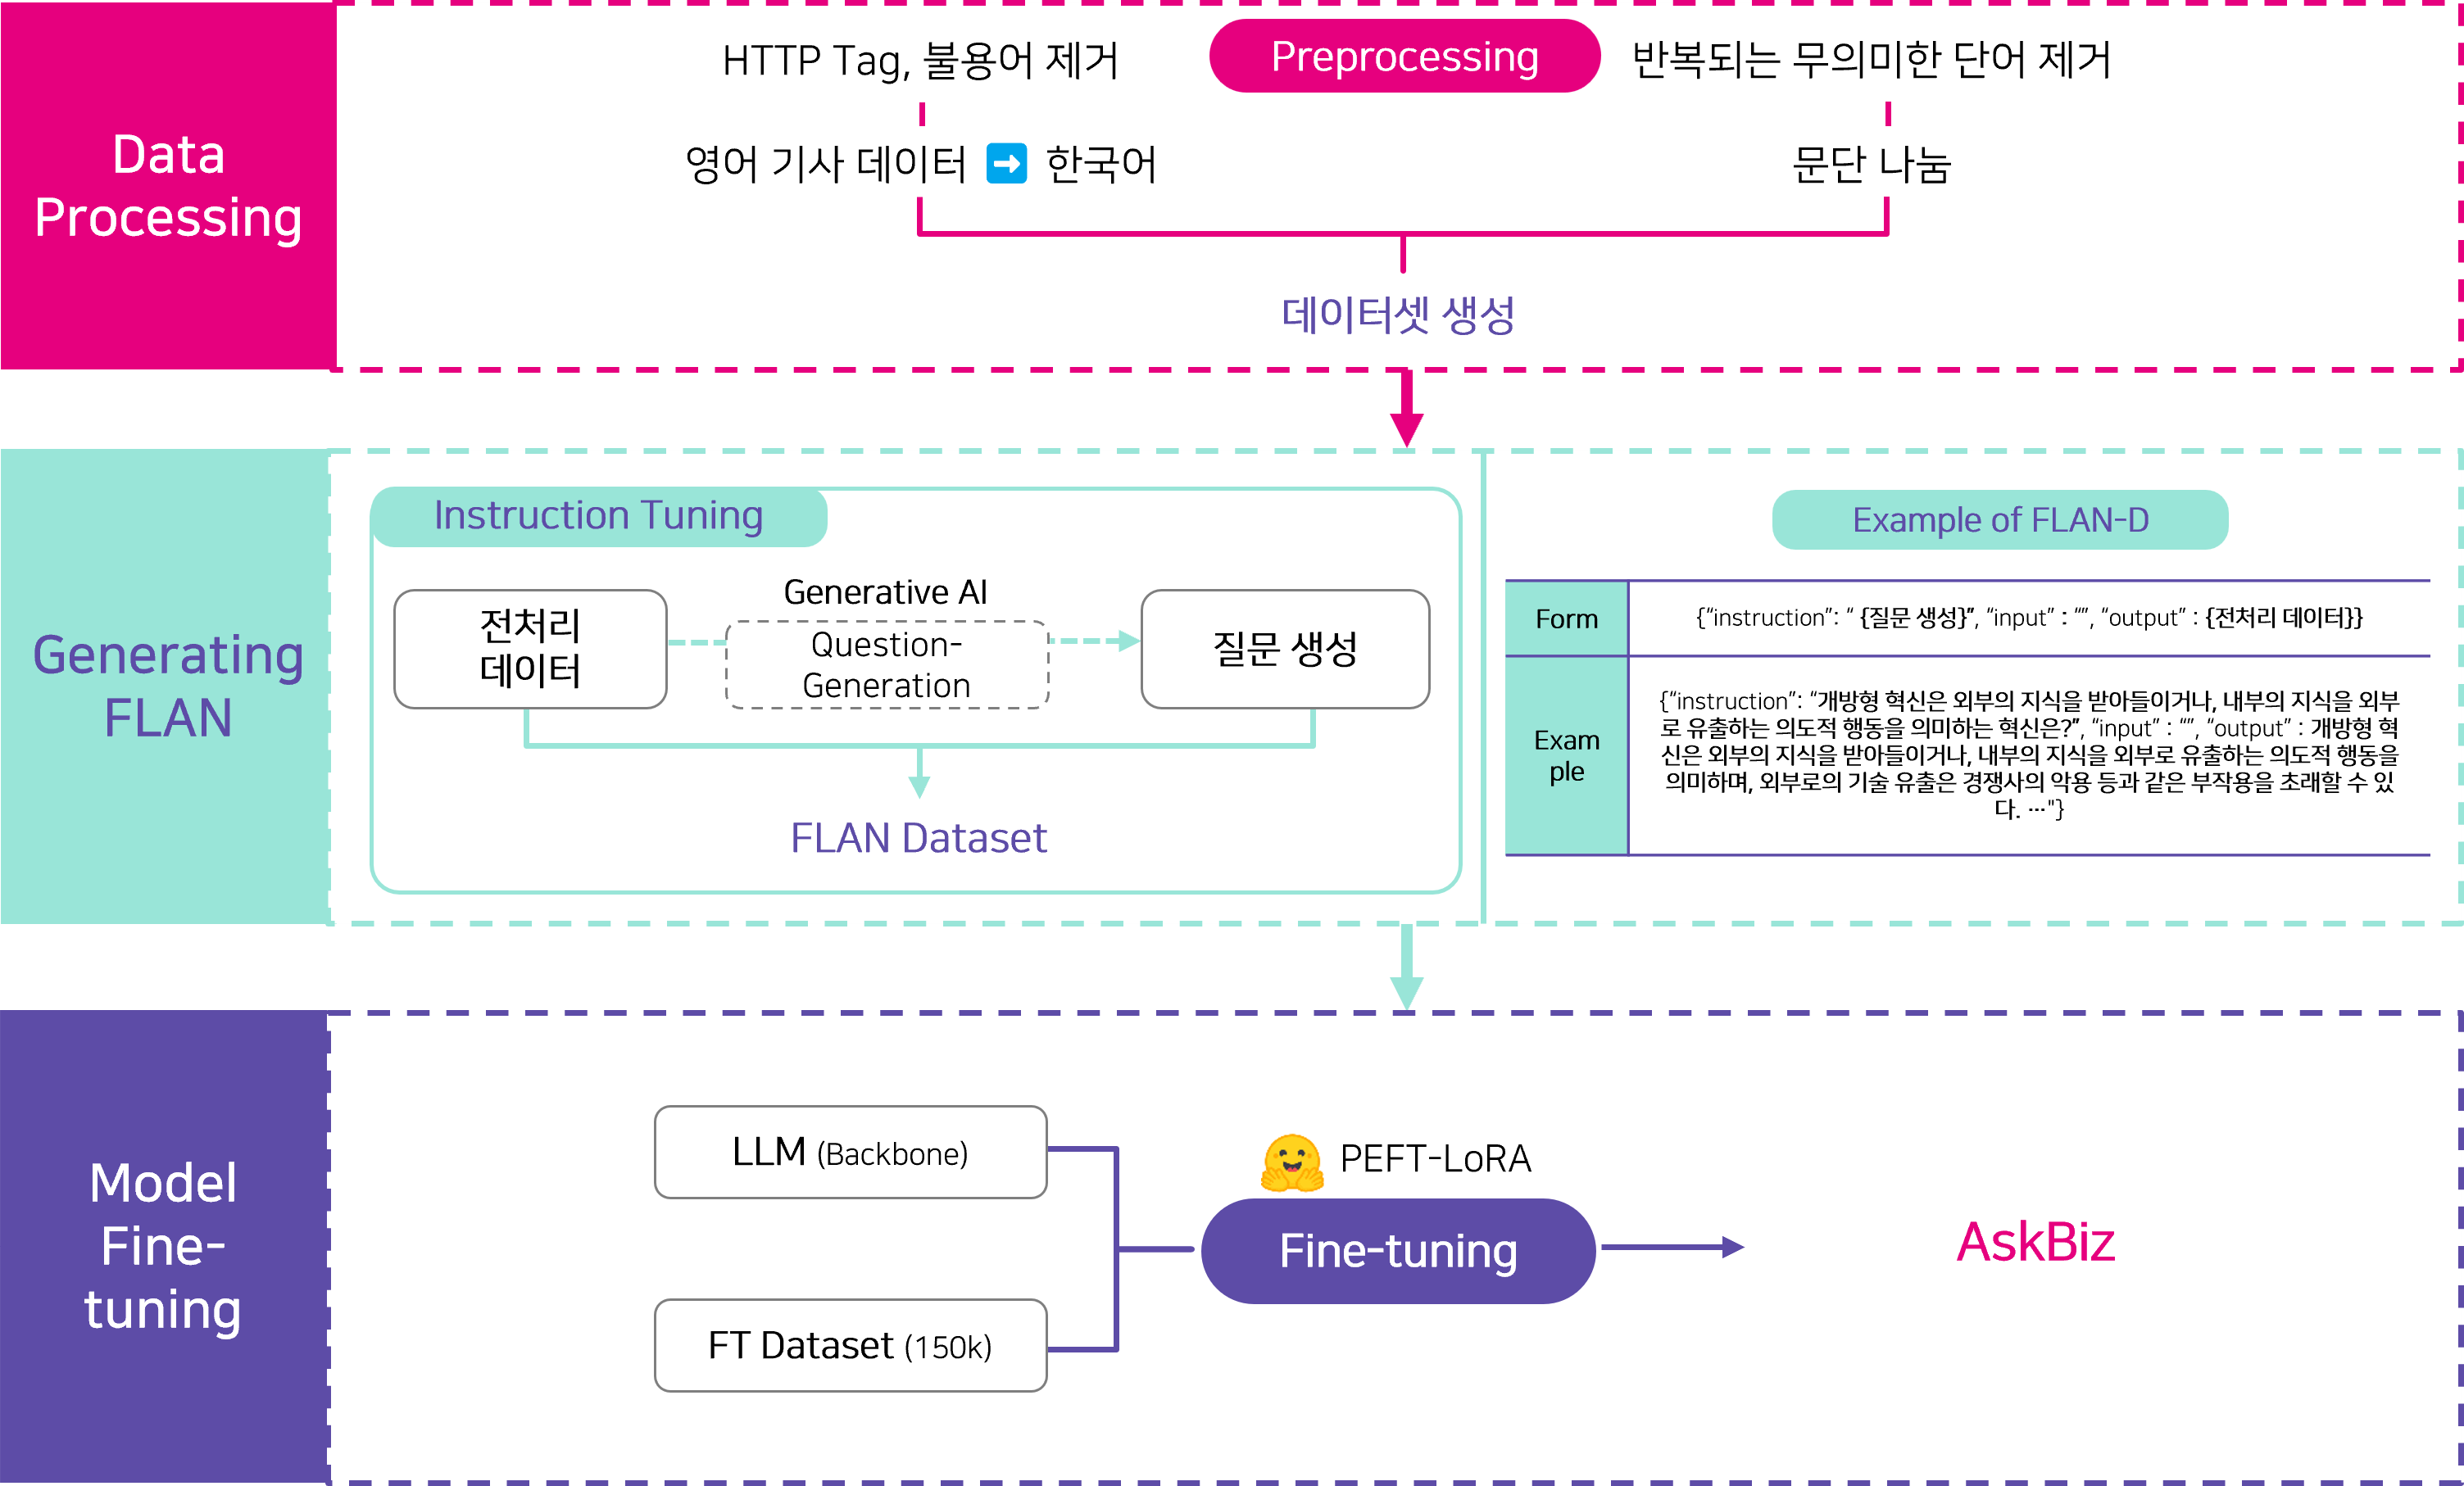 Data
Processing
HTTP Tag, 불용어 제거
Preprocessing
반복되는 무의미한 단어 제거
영어 기사 데이터 ➡ 한국어
문단 나눔
데이터셋 생성
Generating
FLAN
Instruction Tuning
전처리
데이터
Generative AI
Question-
Generation
질문 생성
FLAN Dataset
Example of FLAN-D
Form
{“instruction”: “ {질문 생성}”, “input” : “”, “output” : {전처리 데이터}}
Exam
ple
{“instruction”: “개방형 혁신은 외부의 지식을 받아들이거나, 내부의 지식을 외부
로 유출하는 의도적 행동을 의미하는 혁신은?”, “input” : “”, “output” : 개방형 혁
신은 외부의 지식을 받아들이거나, 내부의 지식을 외부로 유출하는 의도적 행동을
의미하며, 외부로의 기술 유출은 경쟁사의 악용 등과 같은 부작용을 초래할 수 있
다. …"}
Model
Fine-
tuning
LLM (Backbone)
FT Dataset (150k)
PEFT-LoRA
Fine-tuning
AskBiz